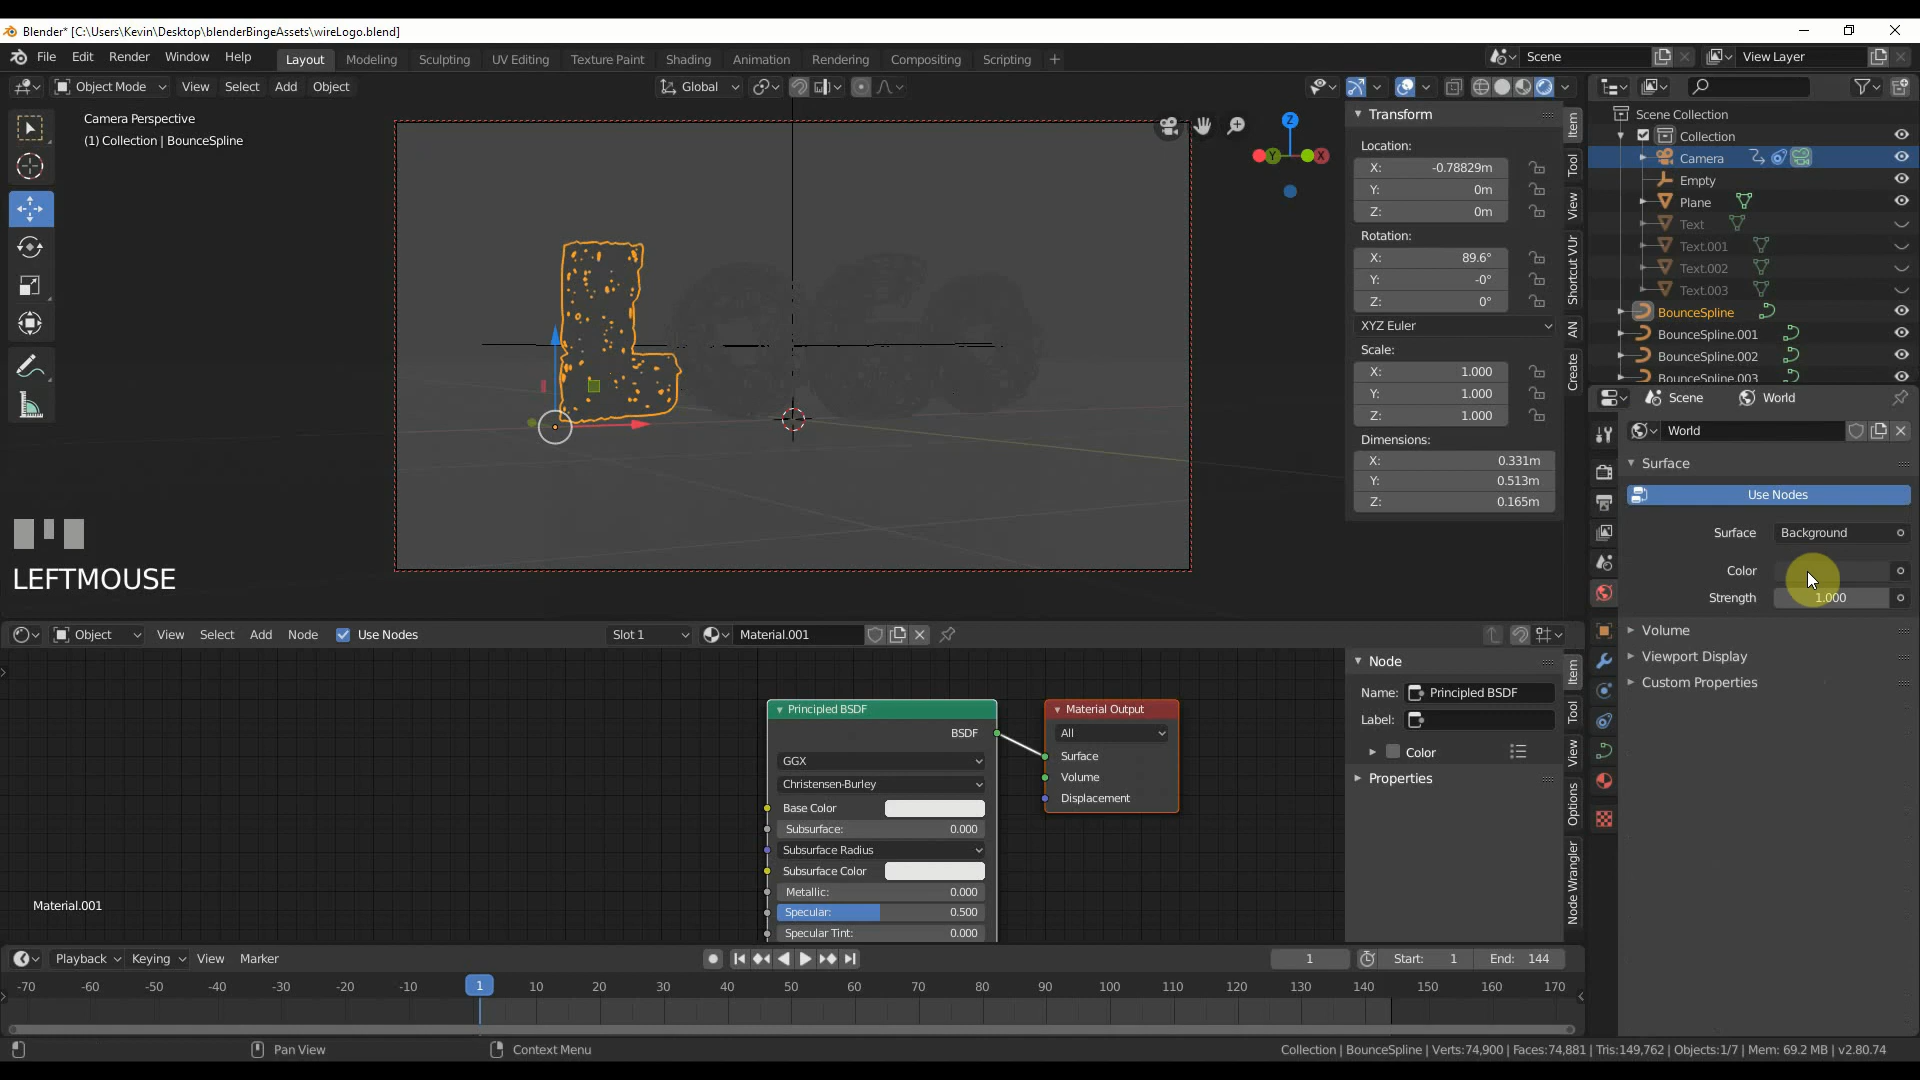 Blender* [C:\Users\Kevin\Desktop\blenderBingeAssets\wireLogo.blend]
File Edit Render Window Help Layout Modeling Sculpting UV Editing Texture Paint Shading Animation Rendering Compositing Scripting + Scene View Layer
Object Mode View Select Add Object Global
Camera Perspective
(1) Collection | BounceSpline
Z
Y
X
Transform
Location:
X: -0.78829m
Y: 0m
Z: 0m
Rotation:
X: 89.6°
Y: -0°
Z: 0°
XYZ Euler
Scale:
X: 1.000
Y: 1.000
Z: 1.000
Dimensions:
X: 0.331m
Y: 0.513m
Z: 0.165m
Item
Tool
View
Shortcut VUr
AN
Create
Scene Collection
Collection
Camera
Empty
Plane
Text
Text.001
Text.002
Text.003
BounceSpline
BounceSpline.001
BounceSpline.002
BounceSpline.003
Scene World
World
Surface
Use Nodes
Surface Background
Color
Strength 1.000
Volume
Viewport Display
Custom Properties
LEFTMOUSE
Object View Select Add Node Use Nodes Slot 1 Material.001
Principled BSDF
BSDF
GGX
Christensen-Burley
Base Color
Subsurface: 0.000
Subsurface Radius
Subsurface Color
Metallic: 0.000
Specular: 0.500
Specular Tint: 0.000
Material Output
All
Surface
Volume
Displacement
Node
Name: Principled BSDF
Label:
Color
Properties
Item
Tool
View
Options
Node Wrangler
Material.001
Playback Keying View Marker 1 Start: 1 End: 144
-70 -60 -50 -40 -30 -20 -10 1 10 20 30 40 50 60 70 80 90 100 110 120 130 140 150 160 170
Pan View Context Menu Collection | BounceSpline | Verts:74,900 | Faces:74,881 | Tris:149,762 | Objects:1/7 | Mem: 69.2 MB | v2.80.74